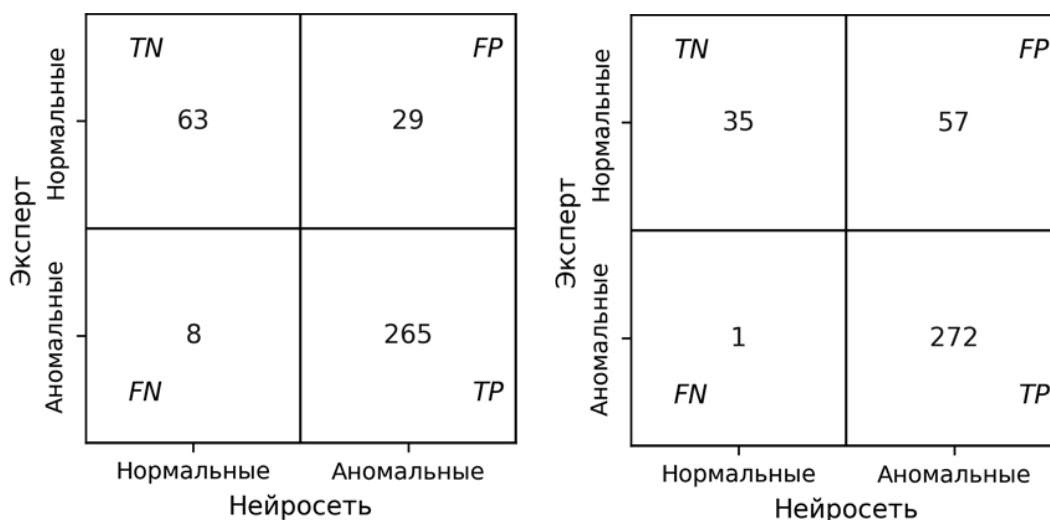 Эксперт
Нормальные
Аномальные
TN
FP
63
29
8
265
FN
TP
Нормальные
Аномальные
Нейросеть
Эксперт
Нормальные
Аномальные
TN
FP
35
57
1
272
FN
TP
Нормальные
Аномальные
Нейросеть